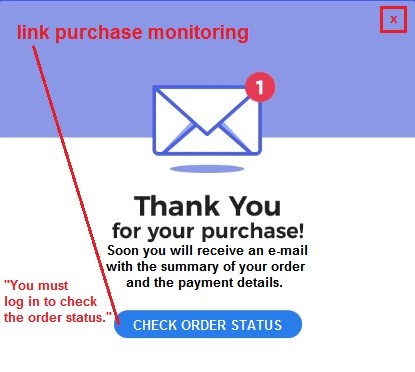 link purchase monitoring
x
1
Thank You
for your purchase!
Soon you will receive an e-mail
with the summary of your order
and the payment details.
"You must
log in to check
the order status."
CHECK ORDER STATUS